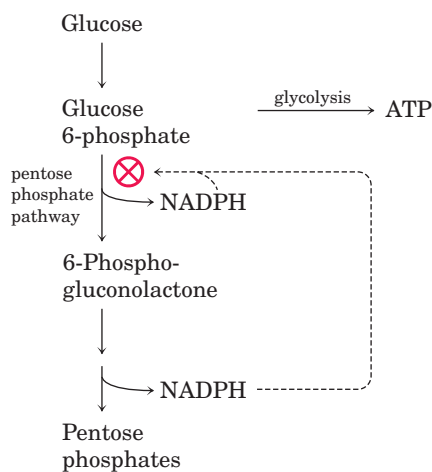 Glucose
Glucose
6-phosphate
glycolysis
ATP
pentose
phosphate
pathway
NADPH
6-Phospho-
gluconolactone
NADPH
Pentose
phosphates